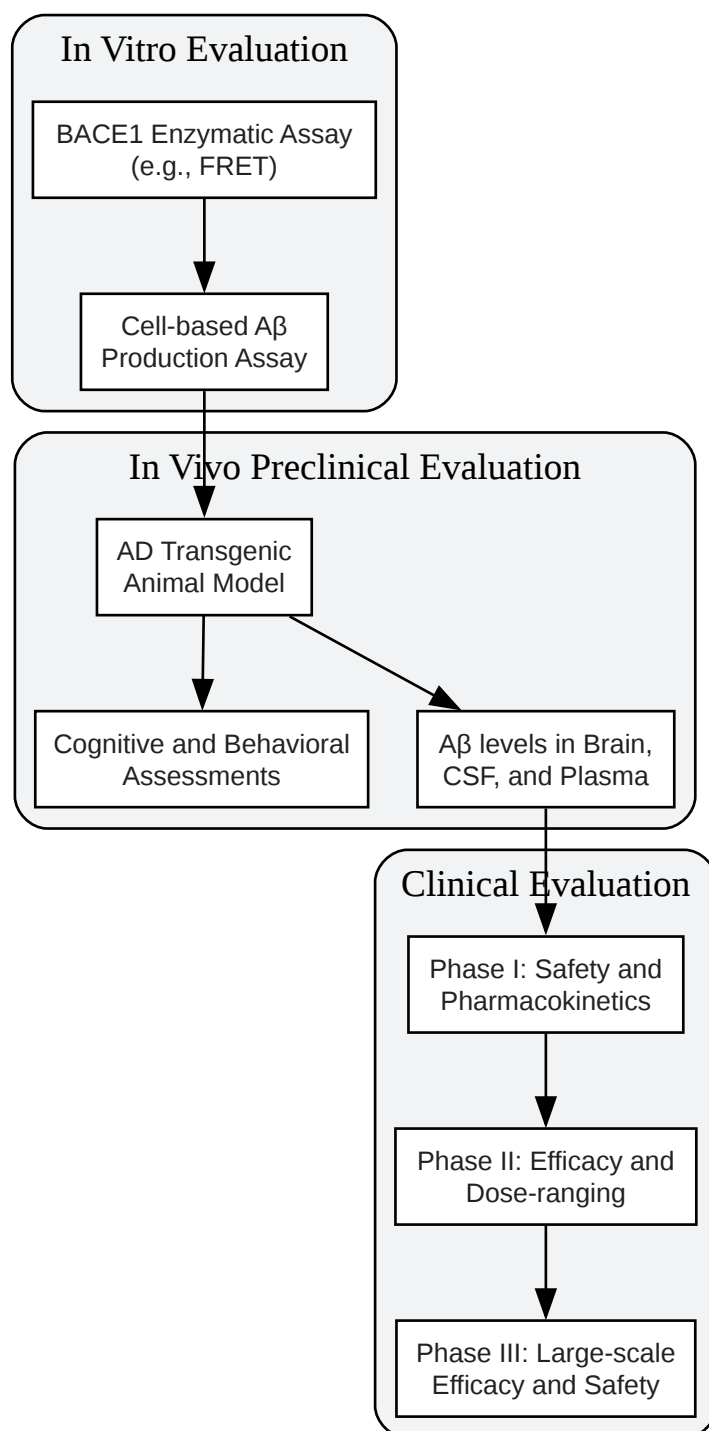 In Vitro Evaluation
BACE1 Enzymatic Assay
(e.g., FRET)
Cell-based Aβ
Production Assay
In Vivo Preclinical Evaluation
AD Transgenic
Animal Model
Cognitive and Behavioral
Assessments
Aβ levels in Brain,
CSF, and Plasma
Clinical Evaluation
Phase I: Safety and
Pharmacokinetics
Phase II: Efficacy and
Dose-ranging
Phase III: Large-scale
Efficacy and Safety